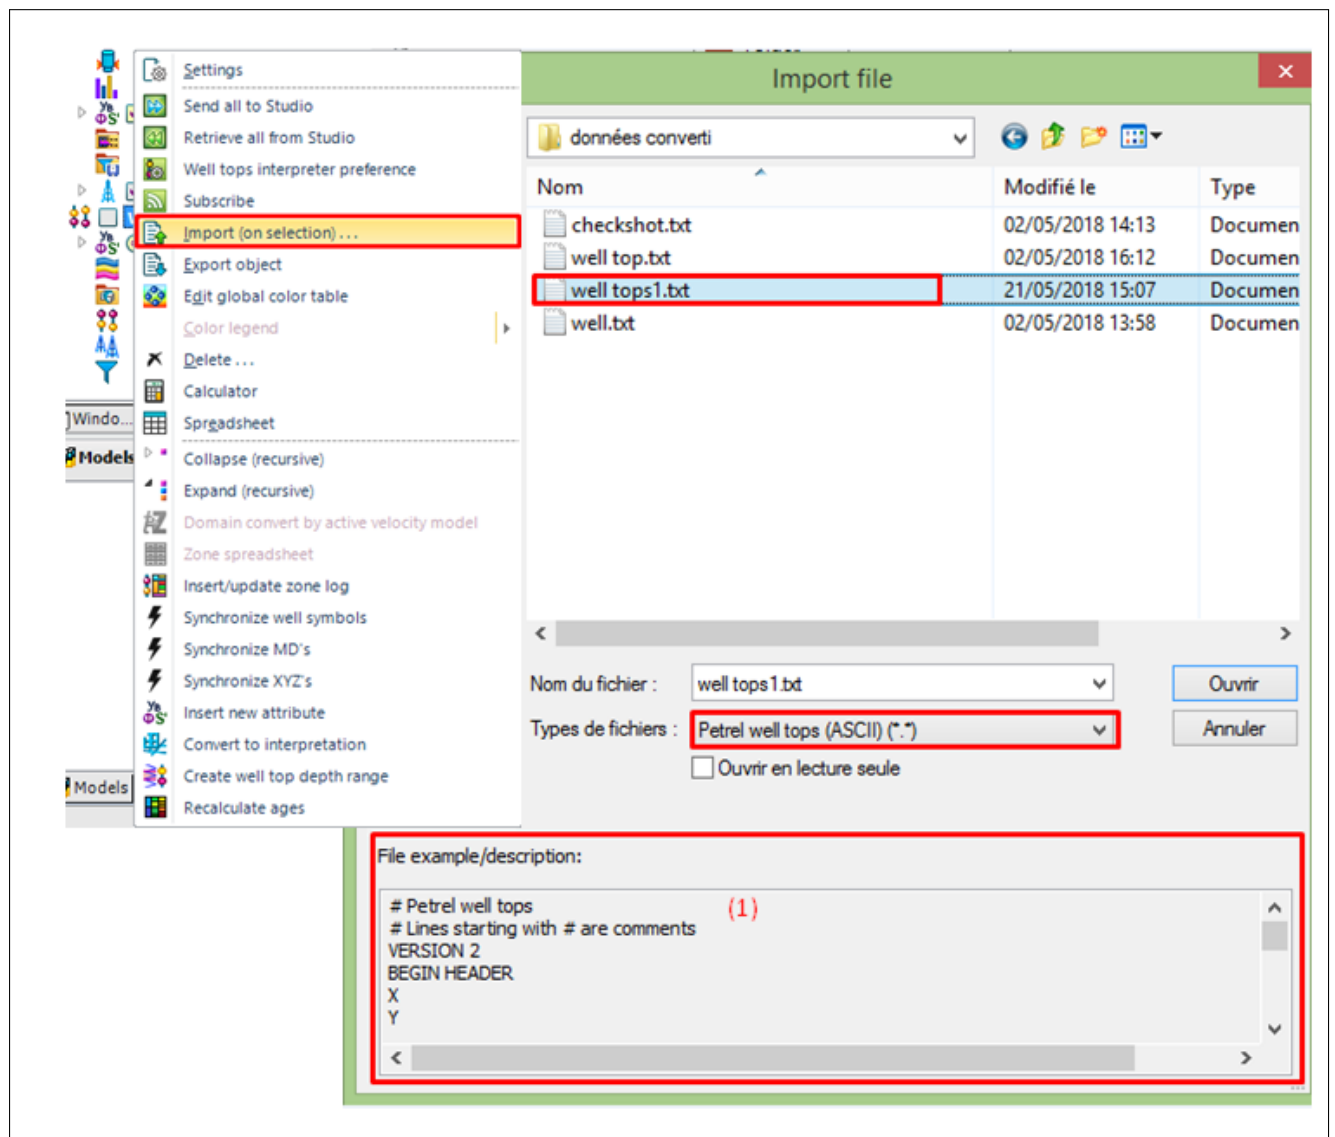 Settings
Send all to Studio
Retrieve all from Studio
Well tops interpreter preference
Subscribe
Import (on selection) ...
Export object
Edit global color table
Color legend
Delete ...
Calculator
Spreadsheet
Collapse (recursive)
Expand (recursive)
Domain convert by active velocity model
Zone spreadsheet
Insert/update zone log
Synchronize well symbols
Synchronize MD's
Synchronize XYZ's
Insert new attribute
Convert to interpretation
Create well top depth range
Recalculate ages
Windo...
Models
Models
Import file
données converti
Nom Modifié le Type
checkshot.txt 02/05/2018 14:13 Documen
well top.txt 02/05/2018 16:12 Documen
well tops1.txt 21/05/2018 15:07 Documen
well.txt 02/05/2018 13:58 Documen
Nom du fichier : well tops1.txt Ouvrir
Types de fichiers : Petrel well tops (ASCII) (*.*) Annuler
Ouvrir en lecture seule
File example/description:
# Petrel well tops (1)
# Lines starting with # are comments
VERSION 2
BEGIN HEADER
X
Y